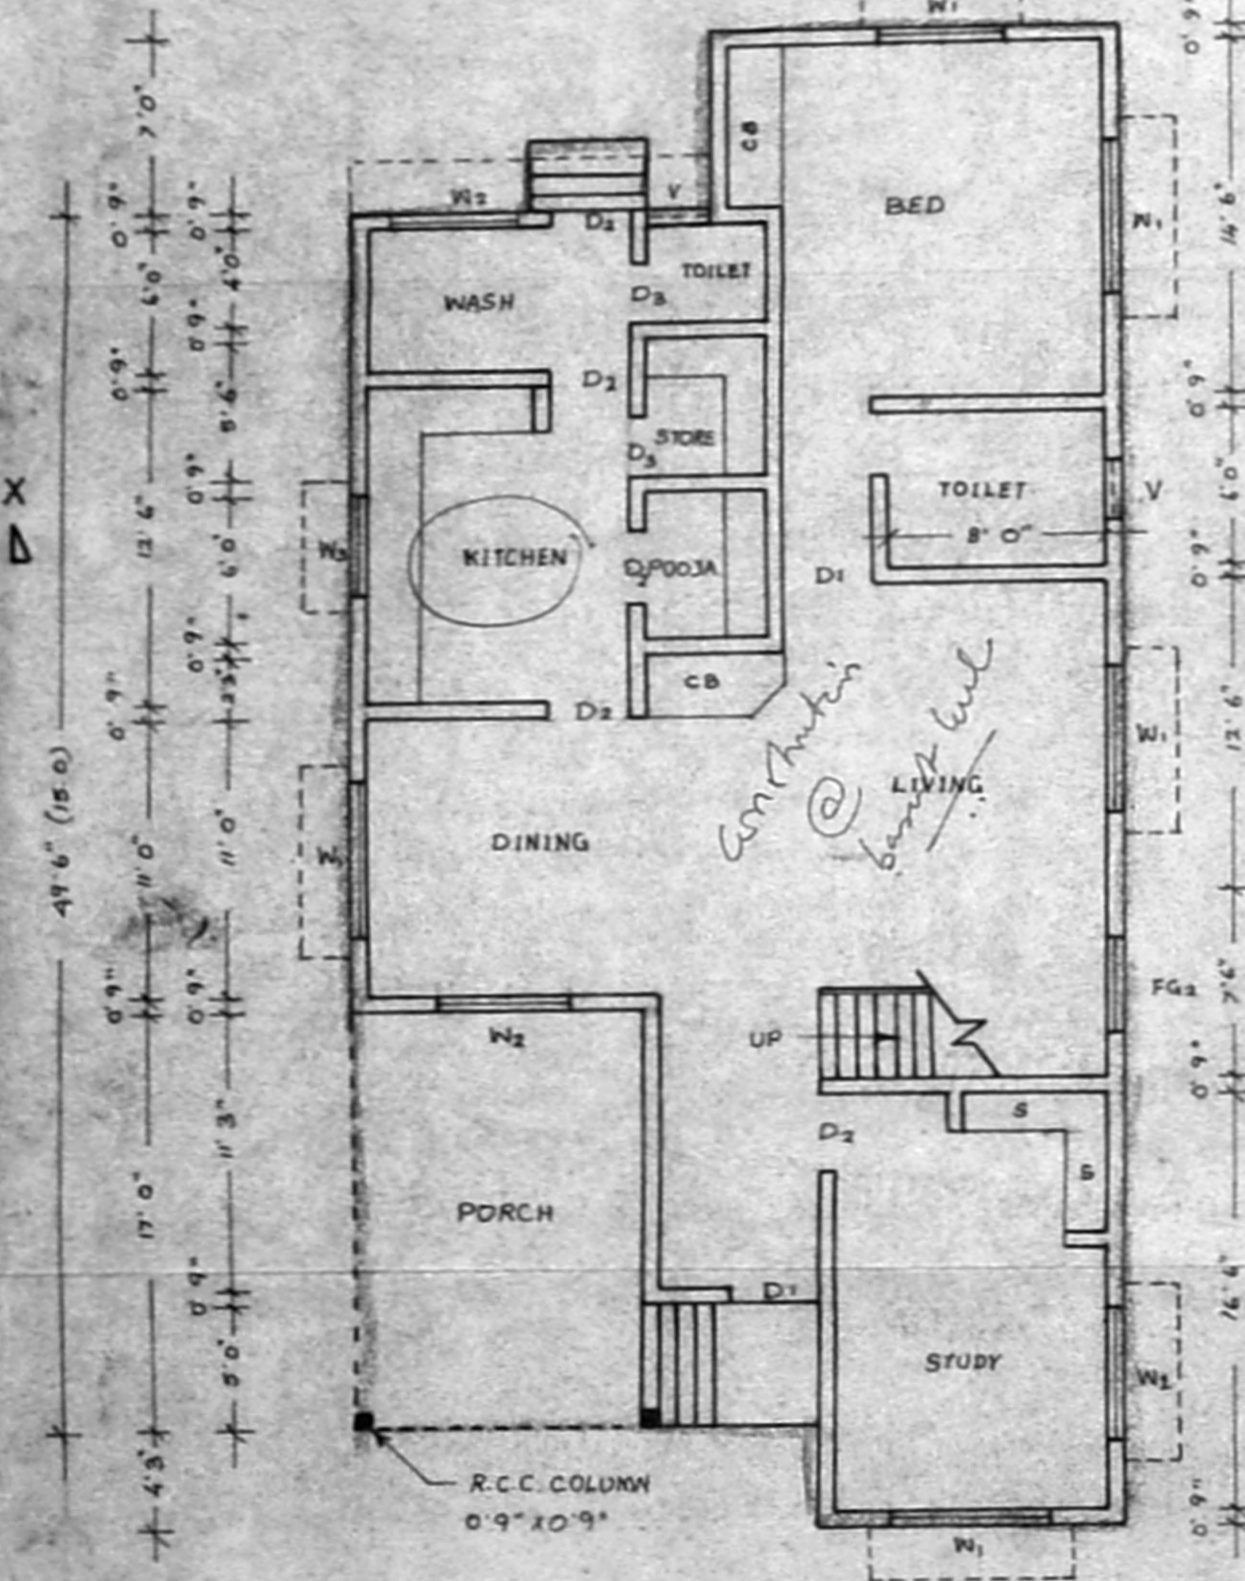 W1
0'9"
7'0"
CB
14'9"
BED
W1
0'9"
0'9"
W2
D2
V
6'0"
4'0"
WASH
TOILET
D3
0'9"
0'9"
D2
5'6"
0'9"
STORE
D3
0'9"
TOILET
V
6'0"
8'0"
X
12'6"
6'0"
W3
KITCHEN
D2
POOJA
D1
0'9"
0'9"
2'3"
CB
0'9"
D2
W1
12'6"
@
LIVING
49'6" (15.0)
11'0"
11'0"
W1
DINING
0'9"
0'9"
W2
UP
FG2
7'6"
0'9"
D2
S
S
11'3"
17'0"
PORCH
0'9"
D1
5'0"
STUDY
W2
16'6"
4'3"
R.C.C. COLUMN
0'9" X 0'9"
W1
0'9"